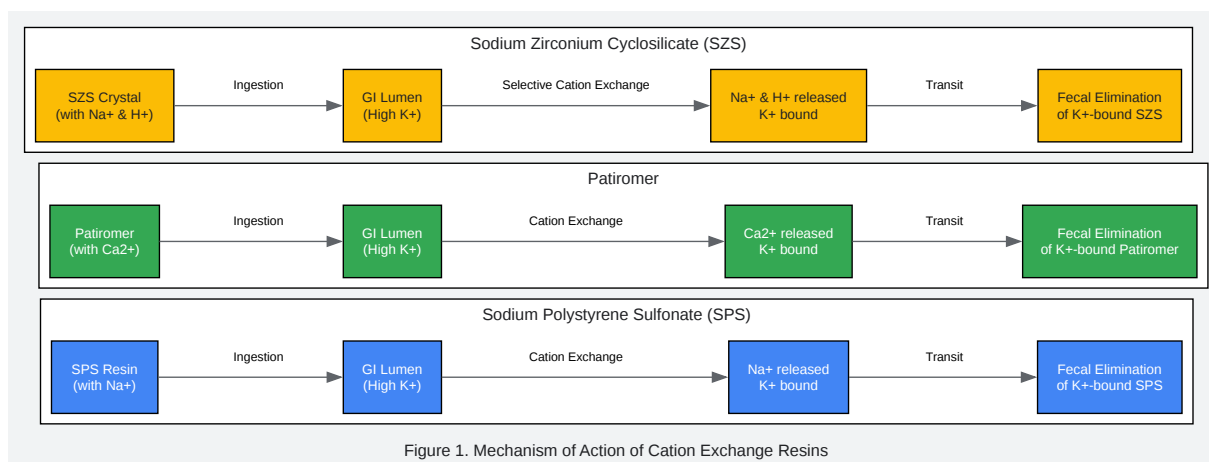 Sodium Zirconium Cyclosilicate (SZS)
SZS Crystal
(with Na+ & H+)
Ingestion
GI Lumen
(High K+)
Selective Cation Exchange
Na+ & H+ released
K+ bound
Transit
Fecal Elimination
of K+-bound SZS
Patiromer
Patiromer
(with Ca2+)
Ingestion
GI Lumen
(High K+)
Cation Exchange
Ca2+ released
K+ bound
Transit
Fecal Elimination
of K+-bound Patiromer
Sodium Polystyrene Sulfonate (SPS)
SPS Resin
(with Na+)
Ingestion
GI Lumen
(High K+)
Cation Exchange
Na+ released
K+ bound
Transit
Fecal Elimination
of K+-bound SPS
Figure 1. Mechanism of Action of Cation Exchange Resins